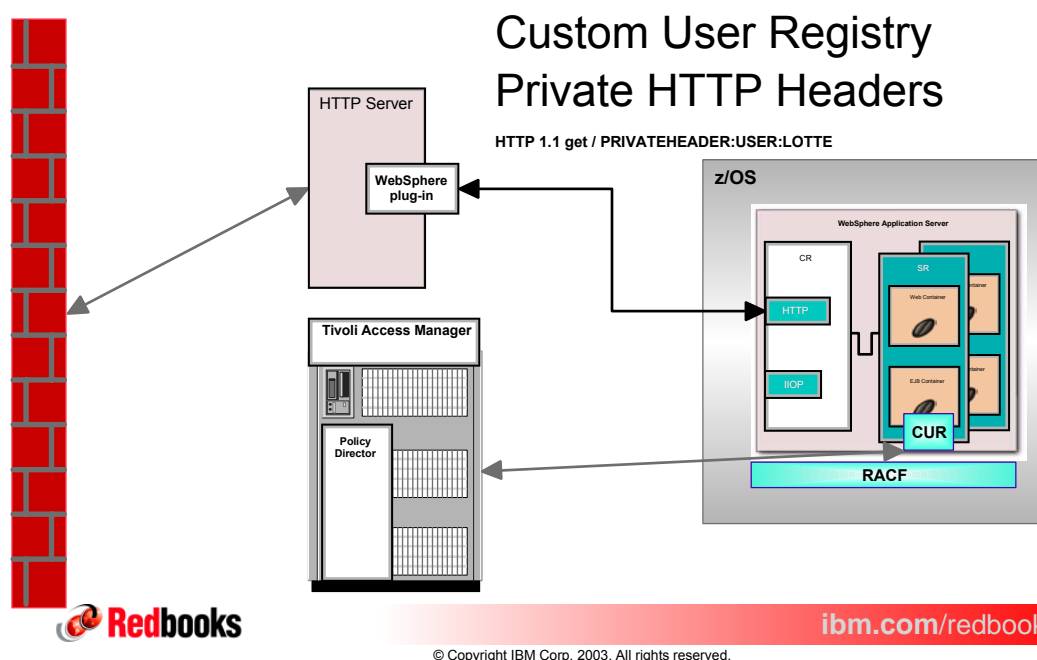 Custom User Registry
Private HTTP Headers
HTTP 1.1 get / PRIVATEHEADER:USER:LOTTE
HTTP Server
WebSphere
plug-in
z/OS
WebSphere Application Server
CR
HTTP
IIOP
SR
Web Container
EJB Container
ntainer
ntainer
CUR
RACF
Tivoli Access Manager
Policy
Director
Redbooks
ibm.com/redbook
© Copyright IBM Corp. 2003. All rights reserved.